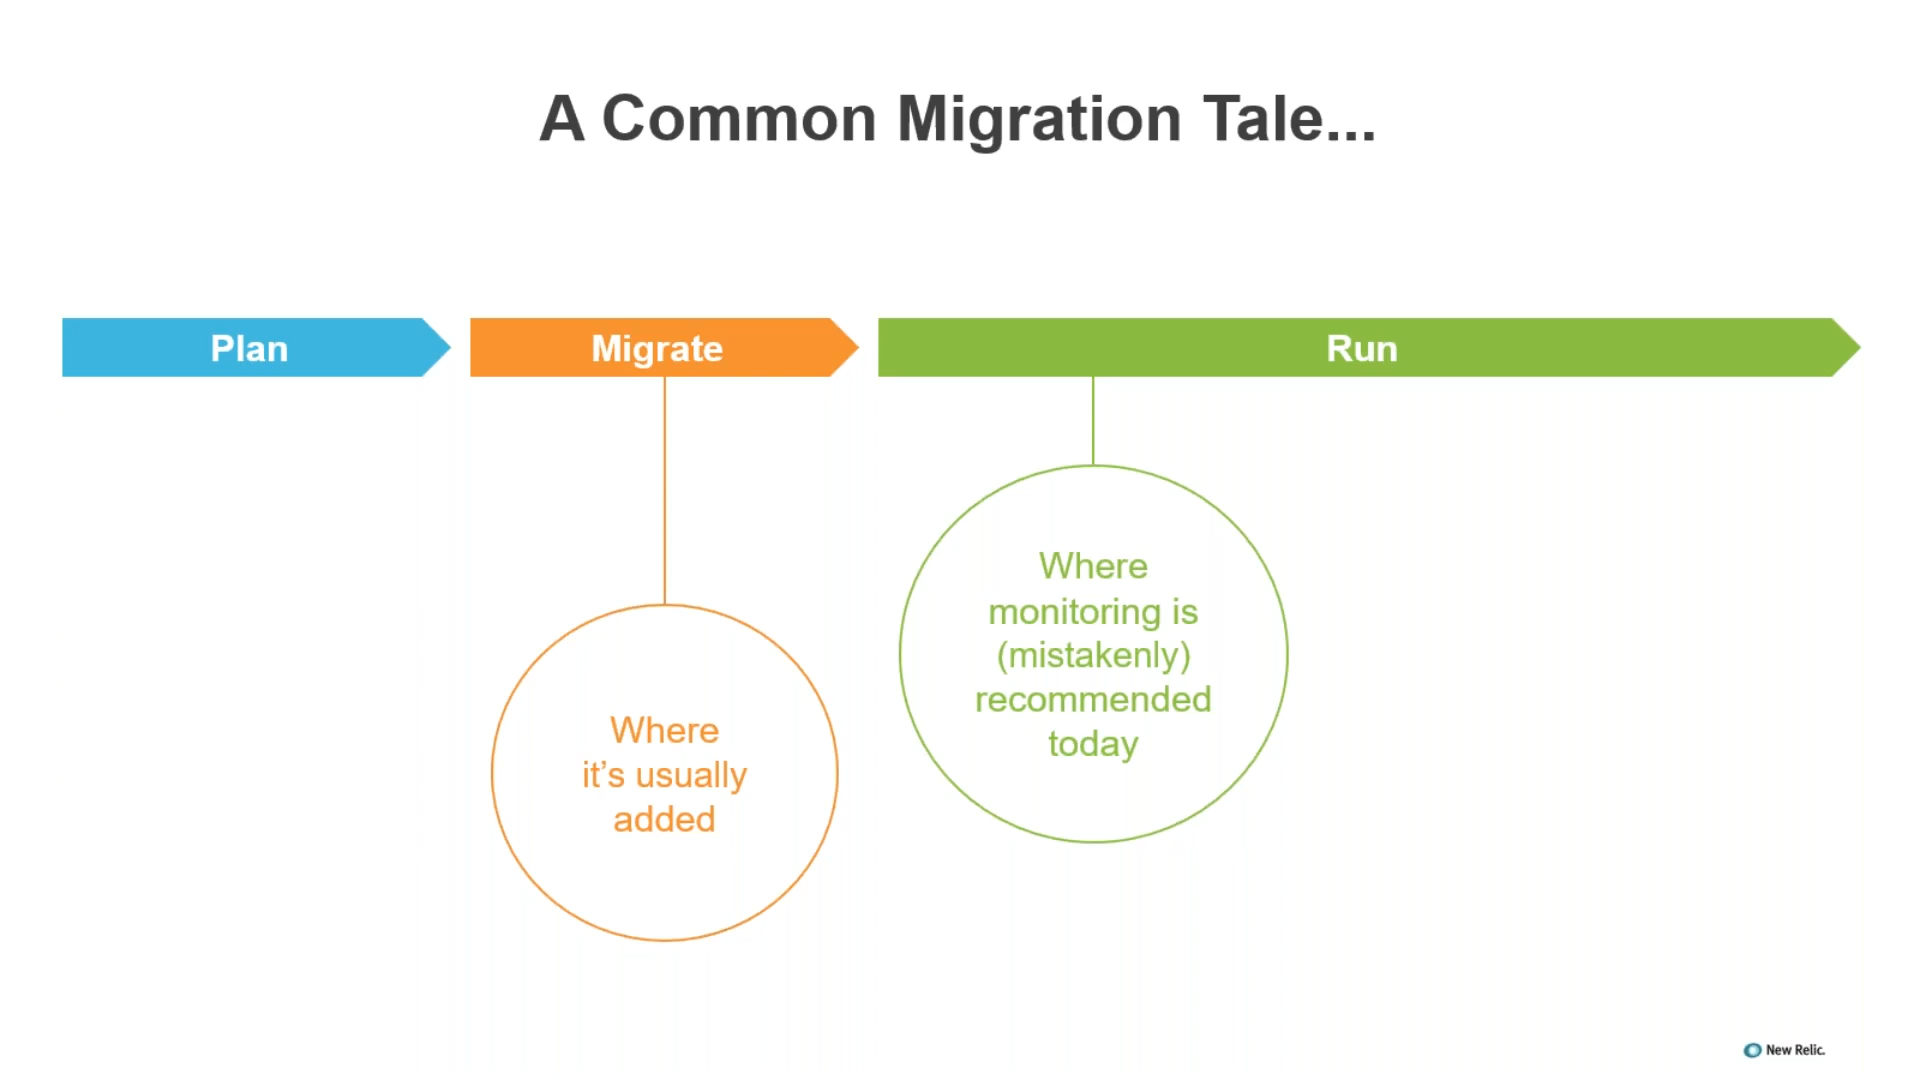 A Common Migration Tale...
Plan
Migrate
Run
Where
monitoring is
(mistakenly)
recommended
today
Where
it’s usually
added
New Relic.